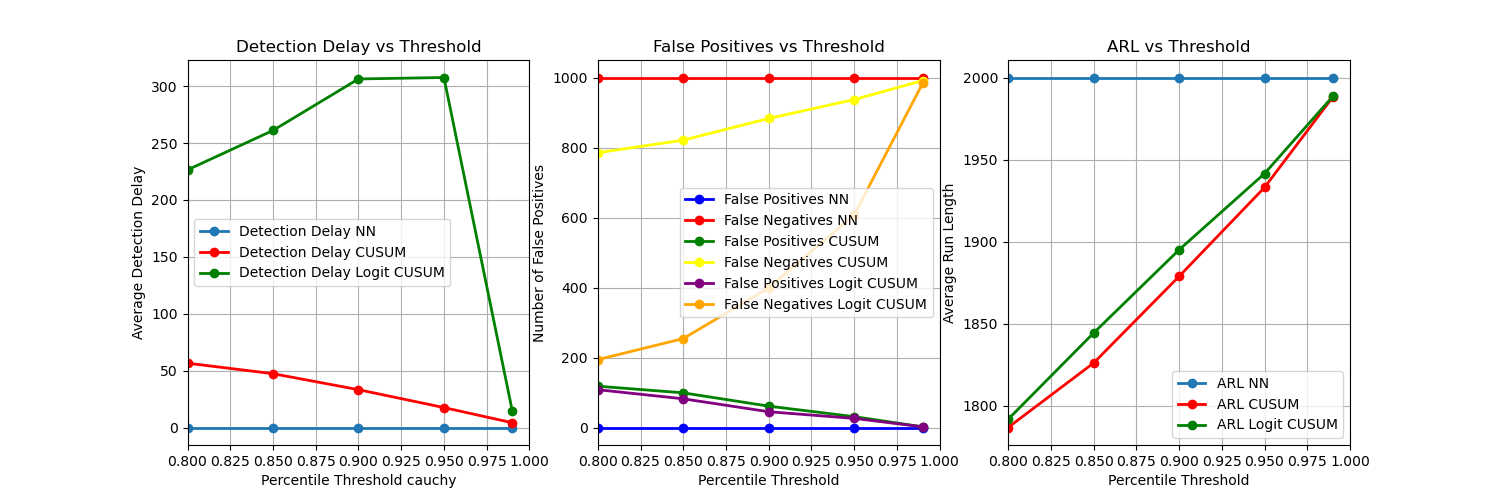 Detection Delay vs Threshold
Average Detection Delay
300
250
200
150
100
50
0
Detection Delay NN
Detection Delay CUSUM
Detection Delay Logit CUSUM
0.800 0.825 0.850 0.875 0.900 0.925 0.950 0.975 1.000
Percentile Threshold cauchy
False Positives vs Threshold
Number of False Positives
1000
800
600
400
200
0
False Positives NN
False Negatives NN
False Positives CUSUM
False Negatives CUSUM
False Positives Logit CUSUM
False Negatives Logit CUSUM
0.800 0.825 0.850 0.875 0.900 0.925 0.950 0.975 1.000
Percentile Threshold
ARL vs Threshold
Average Run Length
2000
1950
1900
1850
1800
ARL NN
ARL CUSUM
ARL Logit CUSUM
0.800 0.825 0.850 0.875 0.900 0.925 0.950 0.975 1.000
Percentile Threshold